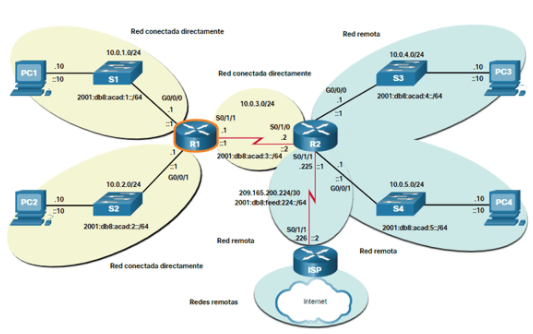 Red conectada directamente
Red remota
10.0.1.0/24
10.0.4.0/24
PC1
.10
::10
S1
2001:db8:acad:1::/64
G0/0/0
.1
::1
Red conectada directamente
10.0.3.0/24
S0/1/1
.1
::1
S0/1/0
.2
::2
2001:db8:acad:3::/64
R1
R2
G0/0/0
.1
::1
S3
.10
::10
PC3
2001:db8:acad:4::/64
.1
::1
G0/0/1
10.0.2.0/24
PC2
.10
::10
S2
2001:db8:acad:2::/64
S0/1/1
.225
::1
.1
::1
G0/0/1
10.0.5.0/24
S4
.10
::10
PC4
2001:db8:acad:5::/64
209.165.200.224/30
2001:db8:feed:224::/64
S0/1/1
.226
::2
Red remota
Red remota
ISP
Red conectada directamente
Redes remotas
Internet